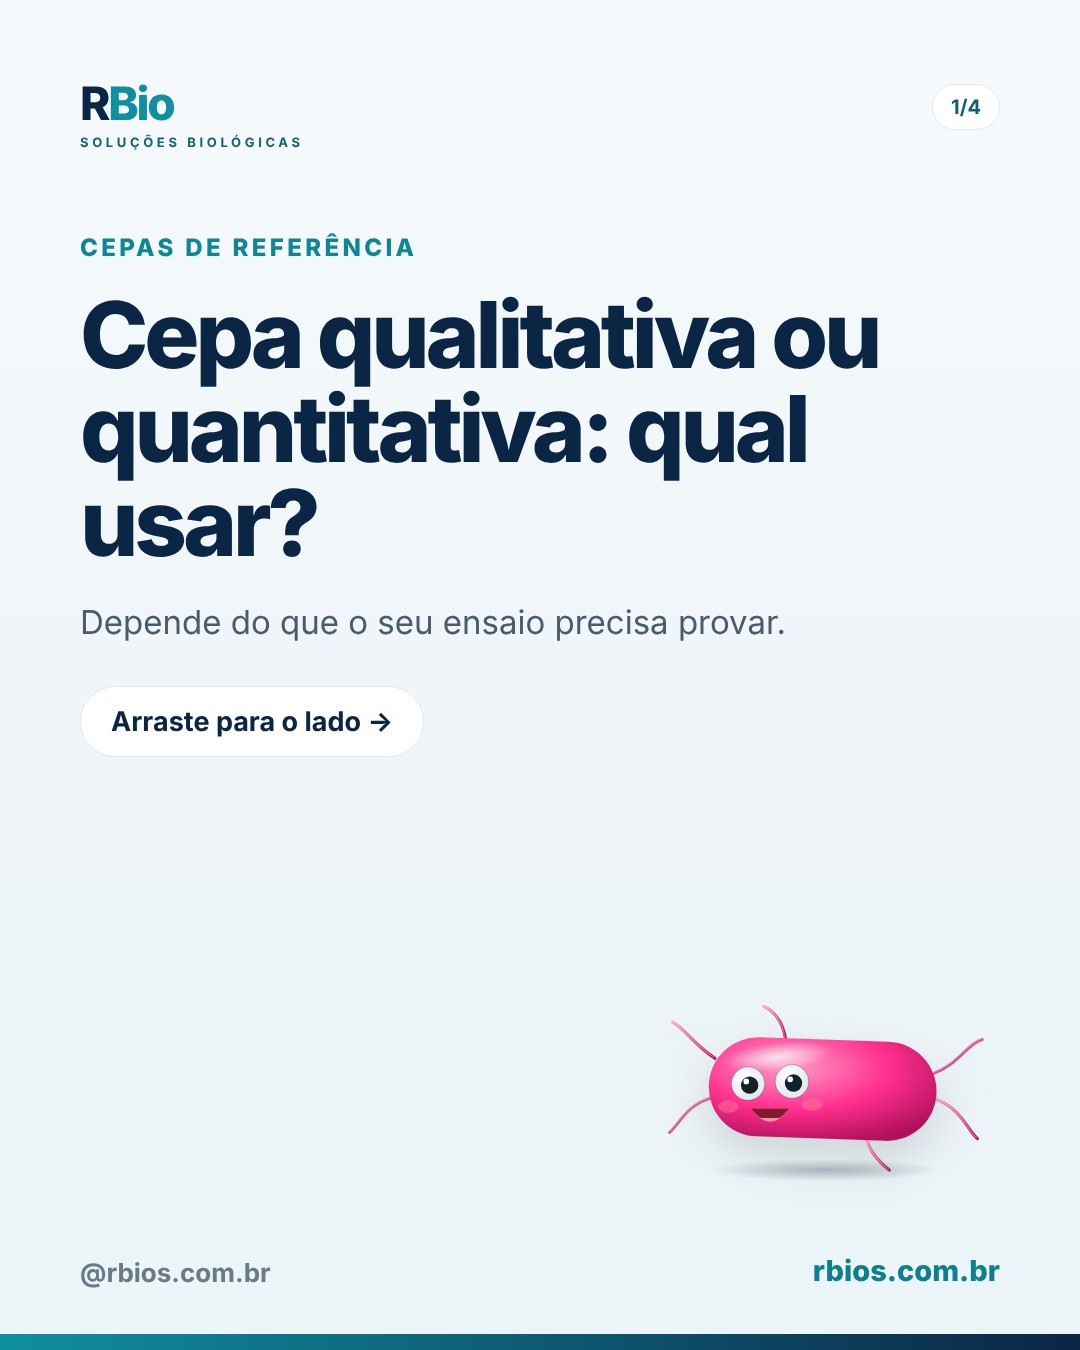 RBio
SOLUÇÕES BIOLÓGICAS
1/4
CEPAS DE REFERÊNCIA
Cepa qualitativa ou
quantitativa: qual
usar?
Depende do que o seu ensaio precisa provar.
Arraste para o lado →
@rbios.com.br
rbios.com.br